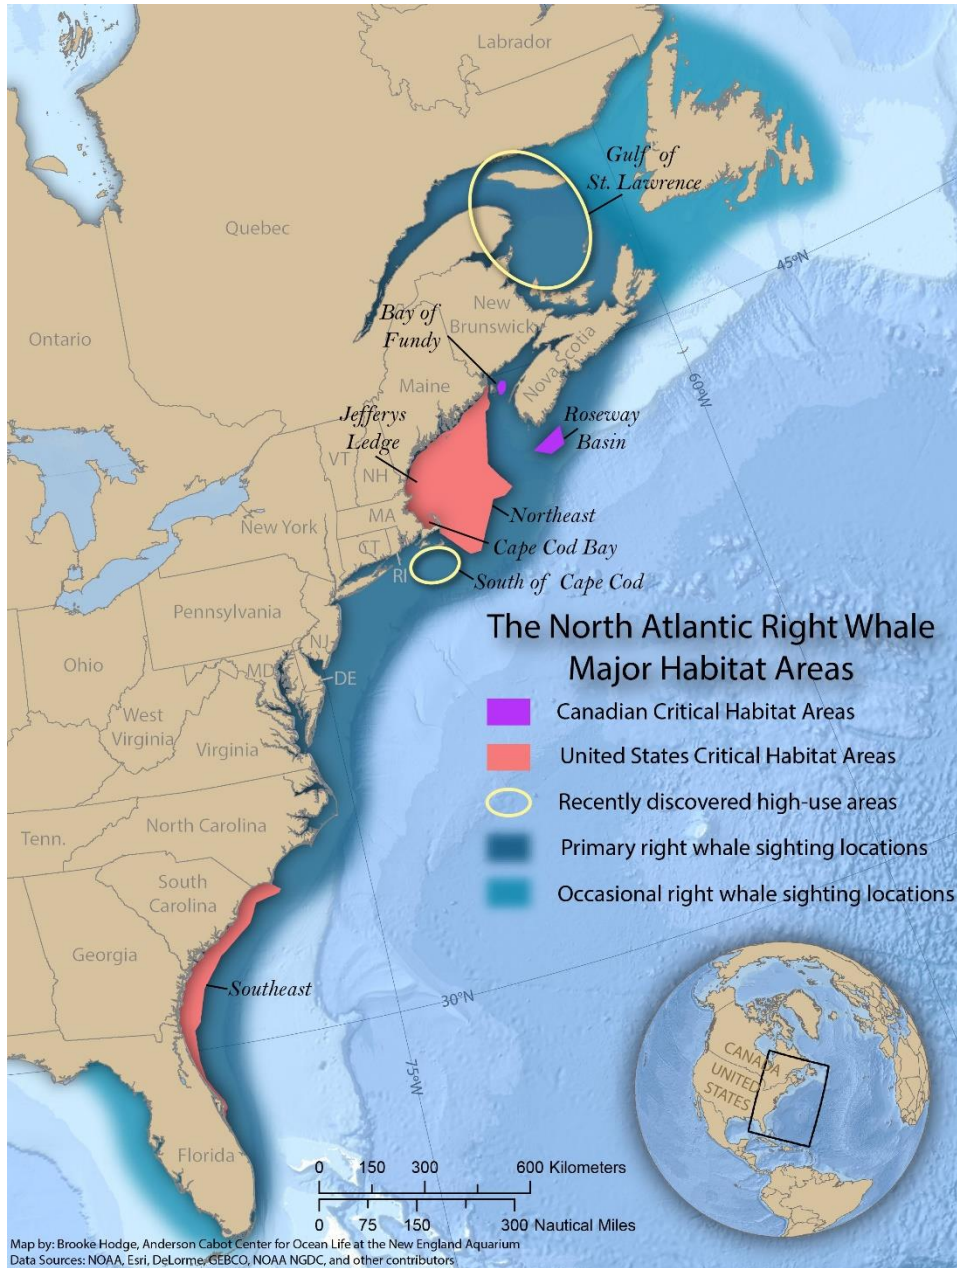 Labrador
Gulf of
St. Lawrence
Quebec
45°N
New
Brunswick
Bay of
Fundy
Ontario
Nova Scotia
60°W
Maine
Jefferys
Ledge
Roseway
Basin
VT
NH
MA
New York
Northeast
CT
Cape Cod Bay
RI
South of Cape Cod
Pennsylvania
The North Atlantic Right Whale
Major Habitat Areas
NJ
Ohio
MD
DE
Canadian Critical Habitat Areas
West
Virginia
Virginia
United States Critical Habitat Areas
Recently discovered high-use areas
North Carolina
Tenn.
Primary right whale sighting locations
South
Carolina
Occasional right whale sighting locations
Georgia
Southeast
30°N
75°W
CANADA
UNITED
STATES
Florida
0 150 300 600 Kilometers
0 75 150 300 Nautical Miles
Map by: Brooke Hodge, Anderson Cabot Center for Ocean Life at the New England Aquarium
Data Sources: NOAA, Esri, DeLorme, GEBCO, NOAA NGDC, and other contributors